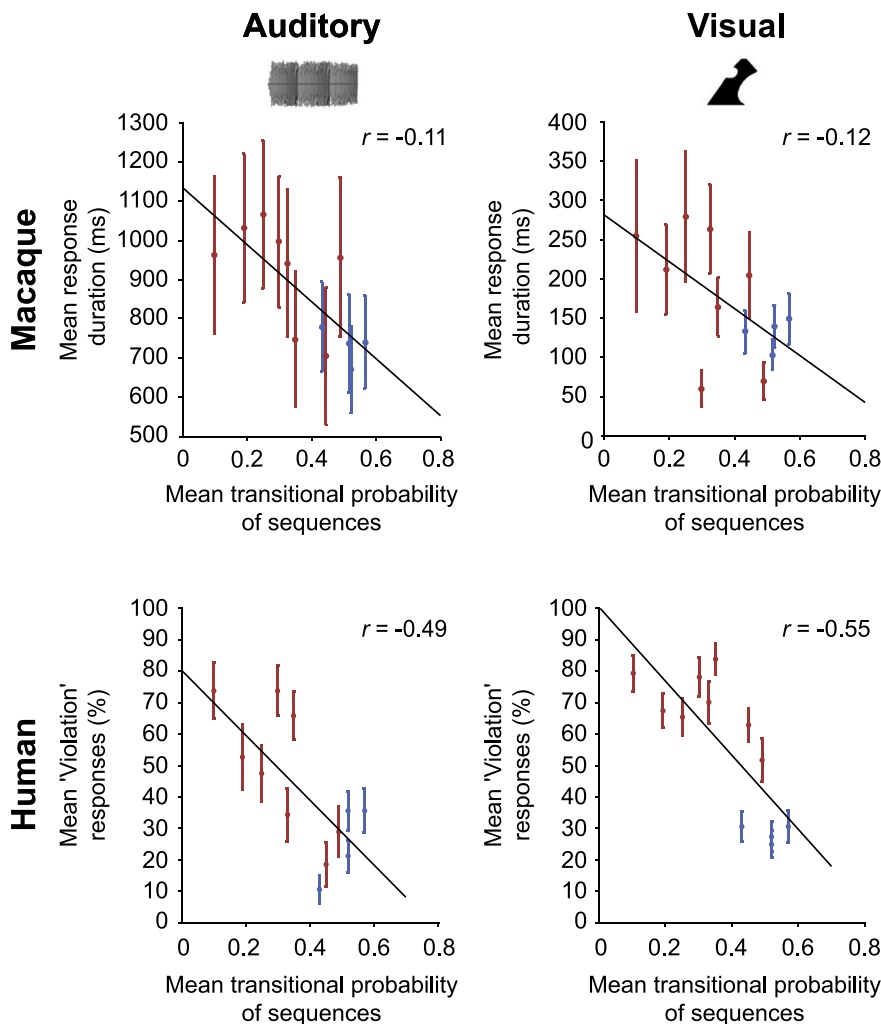 Auditory
Visual
Macaque
Mean response
duration (ms)
1300
1200
1100
1000
900
800
700
600
500
r = -0.11
0
0.2
0.4
0.6
0.8
Mean transitional probability
of sequences
Mean response
duration (ms)
400
350
300
250
200
150
100
50
0
r = -0.12
0
0.2
0.4
0.6
0.8
Mean transitional probability
of sequences
Human
Mean 'Violation'
responses (%)
100
90
80
70
60
50
40
30
20
10
0
r = -0.49
0
0.2
0.4
0.6
0.8
Mean transitional probability
of sequences
Mean 'Violation'
responses (%)
100
90
80
70
60
50
40
30
20
10
0
r = -0.55
0
0.2
0.4
0.6
0.8
Mean transitional probability
of sequences